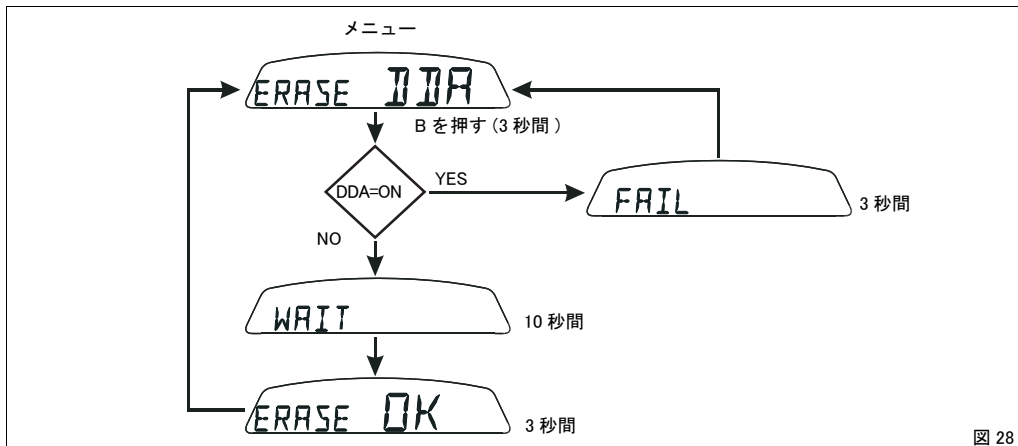 メニュー
ERASE DDA
B を押す (3 秒間 )
DDA=ON
YES
FAIL
3 秒間
NO
WAIT
10 秒間
ERASE OK
3 秒間
図 28